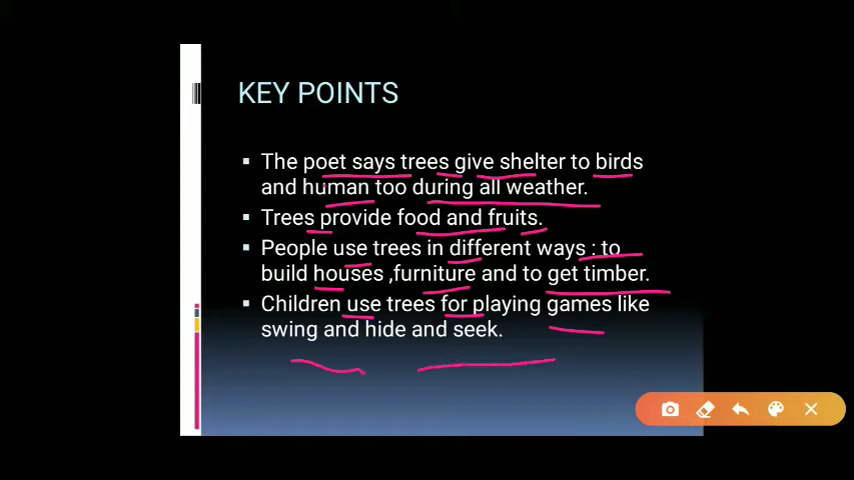 KEY POINTS
▪ The poet says trees give shelter to birds
and human too during all weather.
▪ Trees provide food and fruits.
▪ People use trees in different ways : to
build houses ,furniture and to get timber.
▪ Children use trees for playing games like
swing and hide and seek.